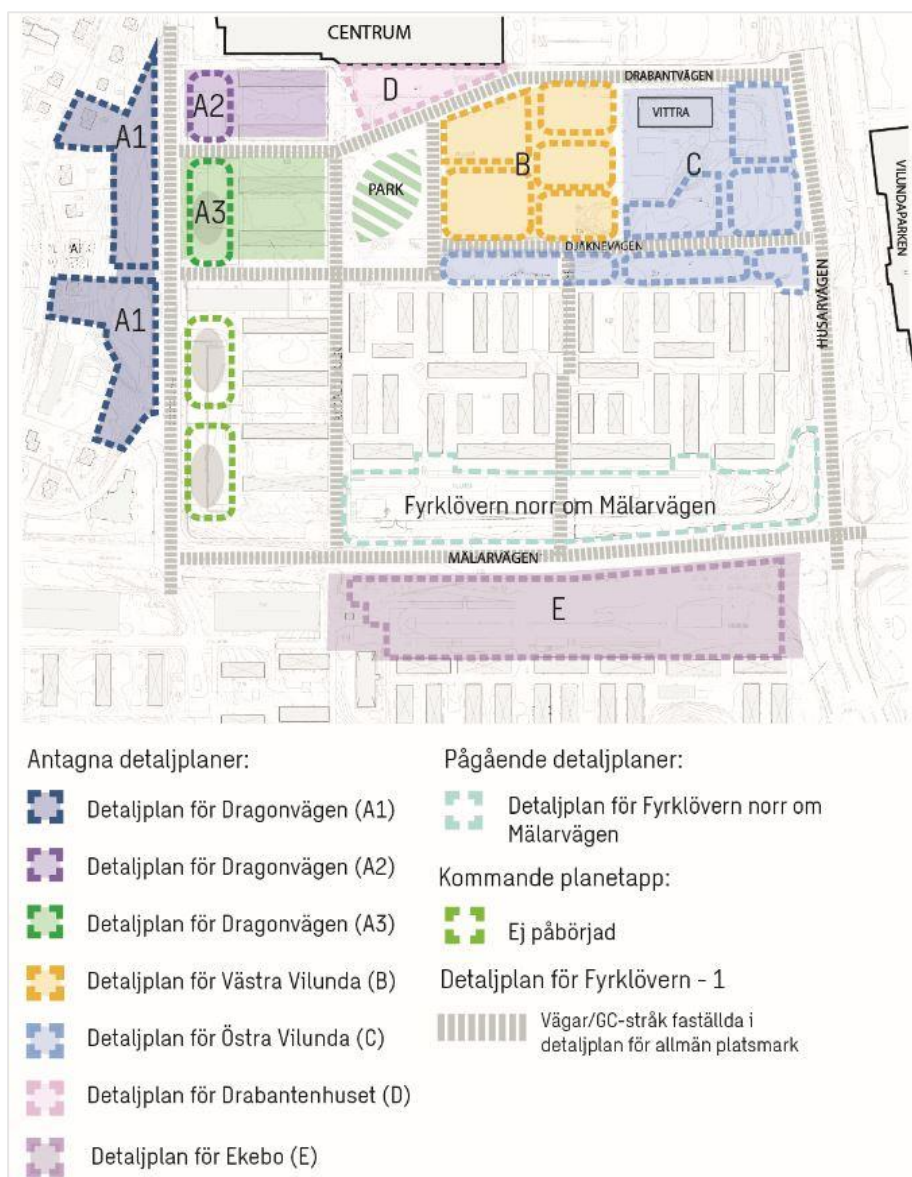 CENTRUM
DRABANTVÄGEN
D
A1
A2
VITTRA
B
C
PARK
A3
VILUNDAPARKEN
DJÄKNEVÄGEN
HUSARVÄGEN
A1
Fyrklövern norr om Mälarvägen
MÄLARVÄGEN
E
Antagna detaljplaner:
Detaljplan för Dragonvägen (A1)
Detaljplan för Dragonvägen (A2)
Detaljplan för Dragonvägen (A3)
Detaljplan för Västra Vilunda (B)
Detaljplan för Östra Vilunda (C)
Detaljplan för Drabantenhuset (D)
Detaljplan för Ekebo (E)
Pågående detaljplaner:
Detaljplan för Fyrklövern norr om
Mälarvägen
Kommande planetapp:
Ej påbörjad
Detaljplan för Fyrklövern - 1
Vägar/GC-stråk faställda i
detaljplan för allmän platsmark